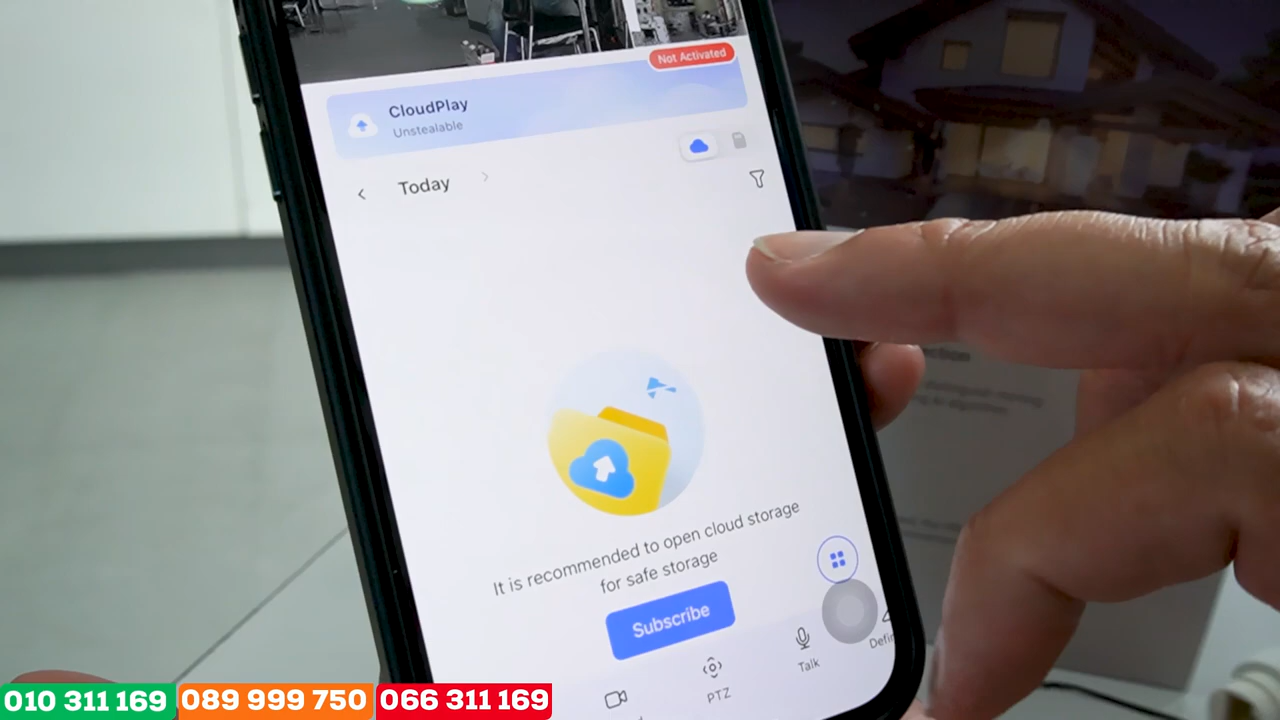 Not Activated
CloudPlay
Unstealable
Today
It is recommended to open cloud storage
for safe storage
Subscribe
PTZ
Talk
010 311 169
089 999 750
066 311 169